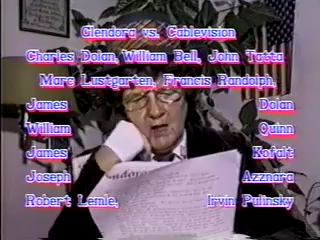 Glendora vs. Cablevision
Charles Dolan, William Bell, John Tatta
Marc Lustgarten, Francis Randolph,
James Dolan
William Quinn
James Kofalt
Joseph Azznara
Robert Lemle, Irvin Pulinsky